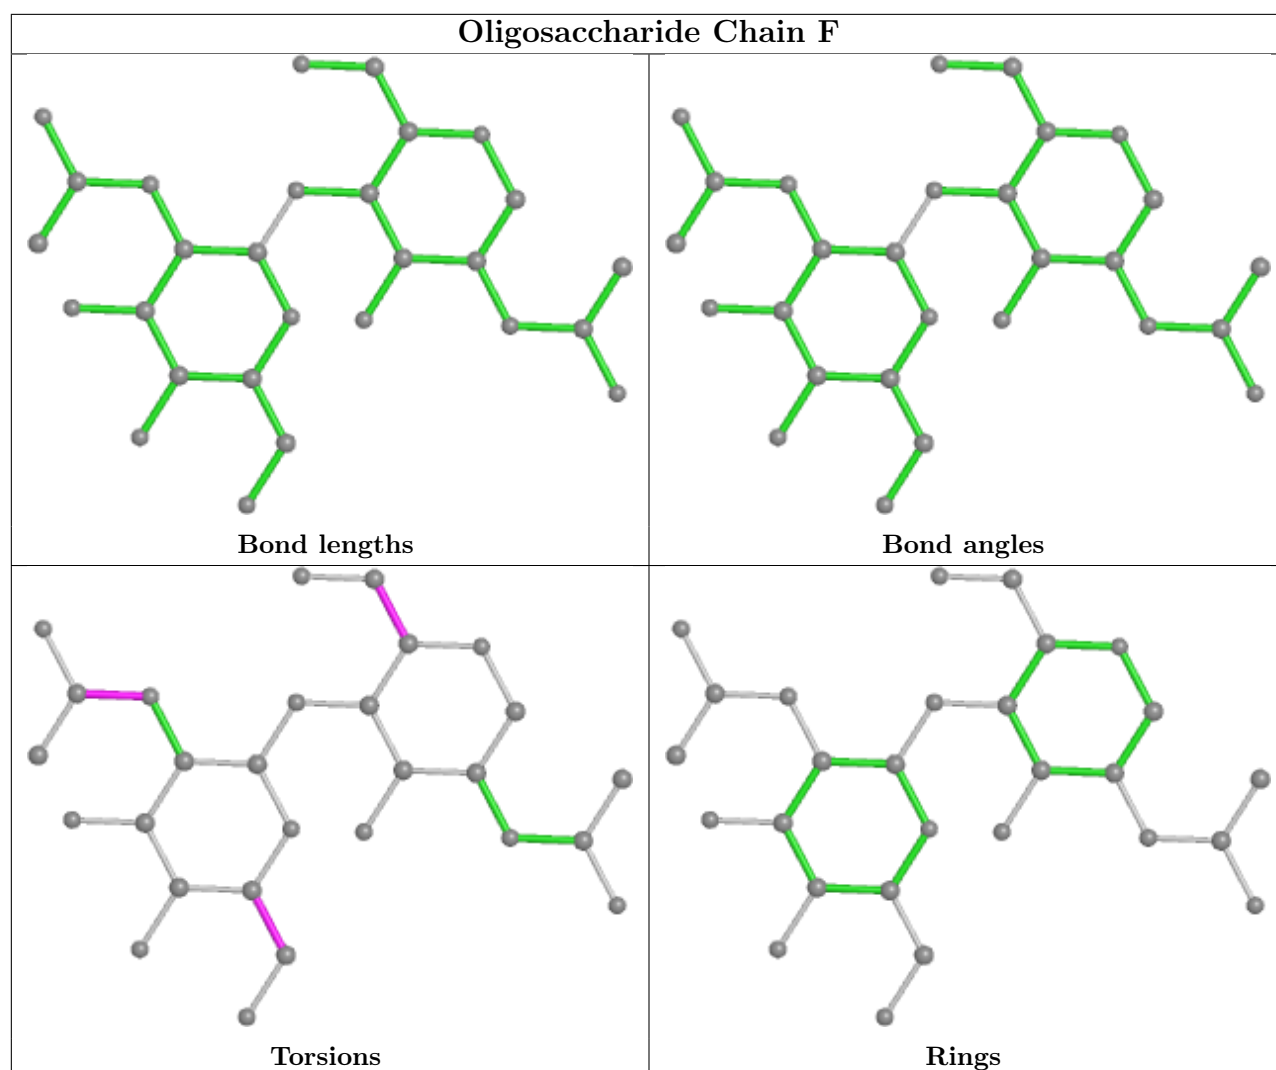 Oligosaccharide Chain F
Bond lengths
Bond angles
Torsions
Rings